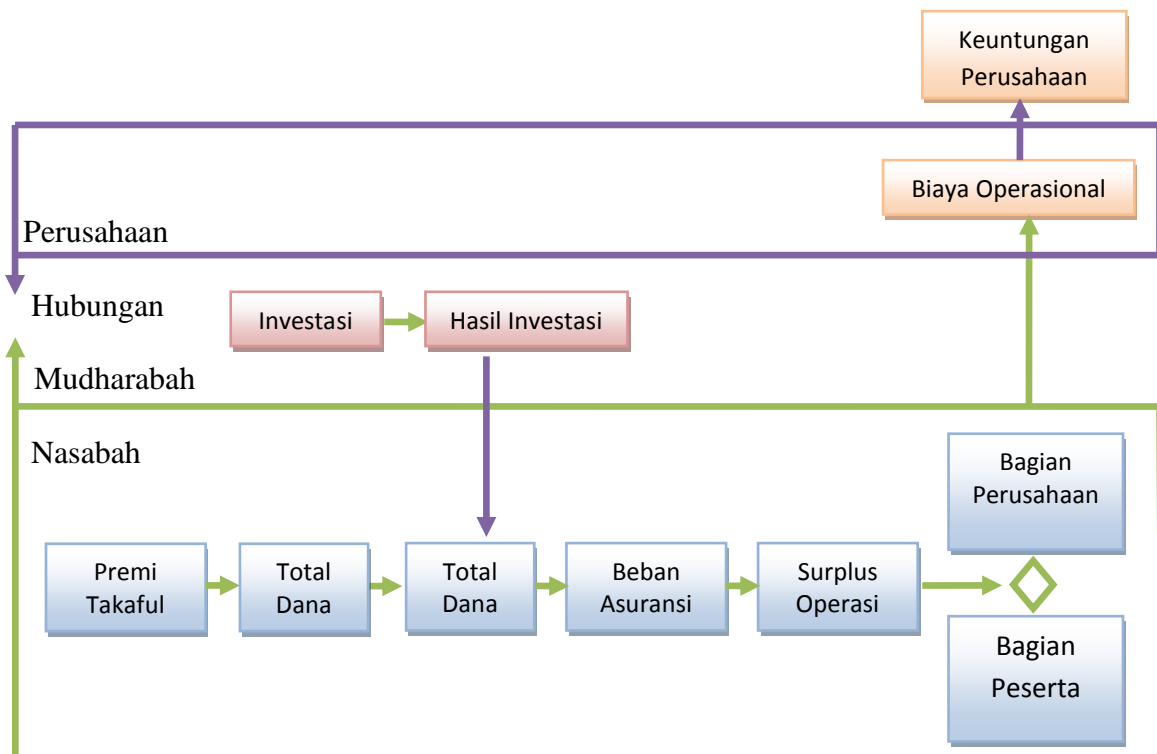 Keuntungan
Perusahaan
Biaya Operasional
Perusahaan
Hubungan
Investasi
Hasil Investasi
Mudharabah
Nasabah
Bagian
Perusahaan
Premi
Takaful
Total
Dana
Total
Dana
Beban
Asuransi
Surplus
Operasi
Bagian
Peserta